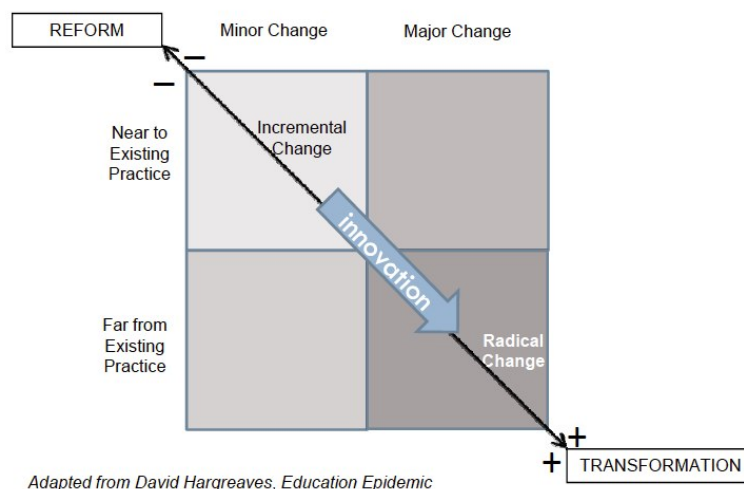 REFORM
Minor Change
Major Change
− −
Near to
Existing
Practice
Incremental
Change
innovation
Far from
Existing
Practice
Radical
Change
+ +
TRANSFORMATION
Adapted from David Hargreaves, Education Epidemic